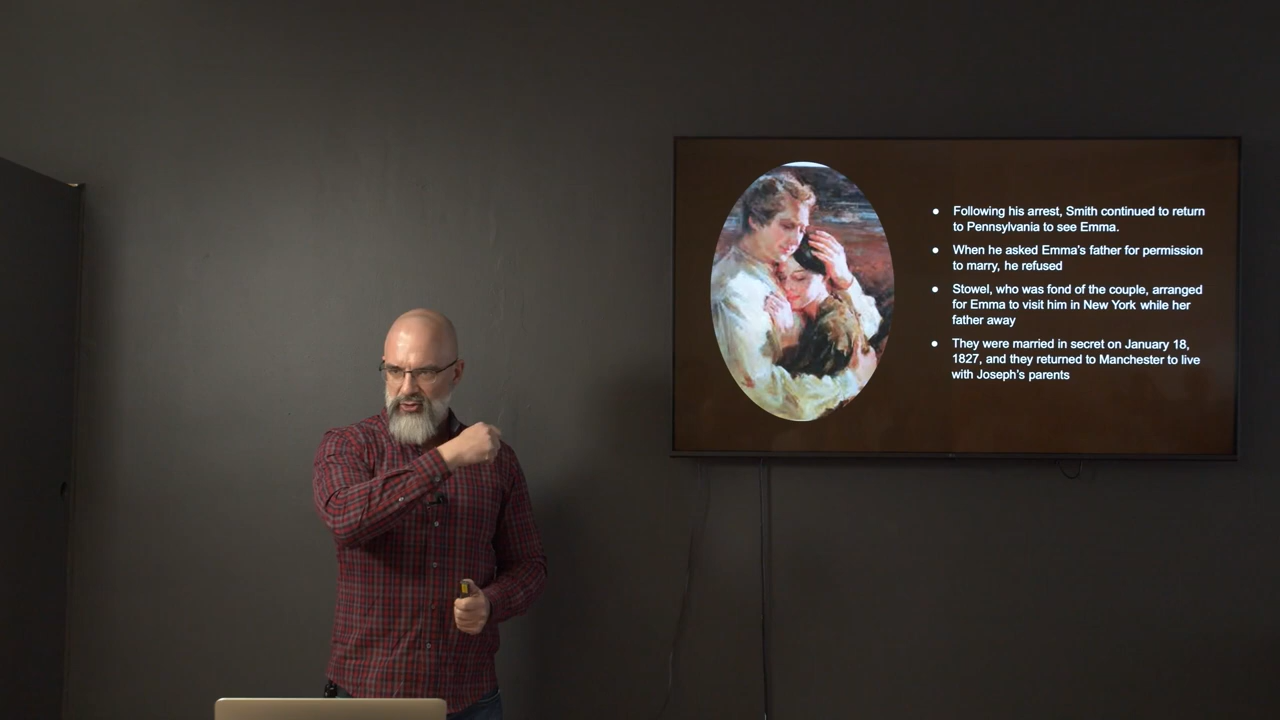 ● Following his arrest, Smith continued to return
to Pennsylvania to see Emma.
● When he asked Emma's father for permission
to marry, he refused
● Stowel, who was fond of the couple, arranged
for Emma to visit him in New York while her
father away
● They were married in secret on January 18,
1827, and they returned to Manchester to live
with Joseph's parents